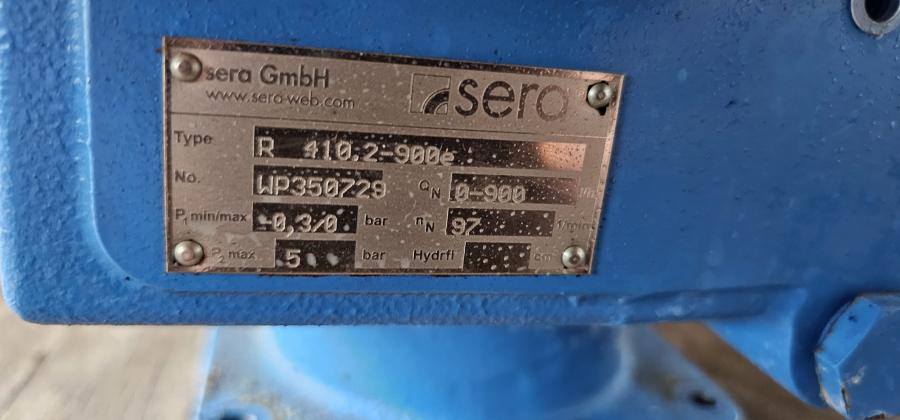 sera GmbH
www.sera-web.com
sera
Type R 410.2-900e
No. WP350729 QN 0-900 l/h
P1 min/max -0,3/0 bar nN 97 1/min
P2 max 5 bar Hydrfl cm